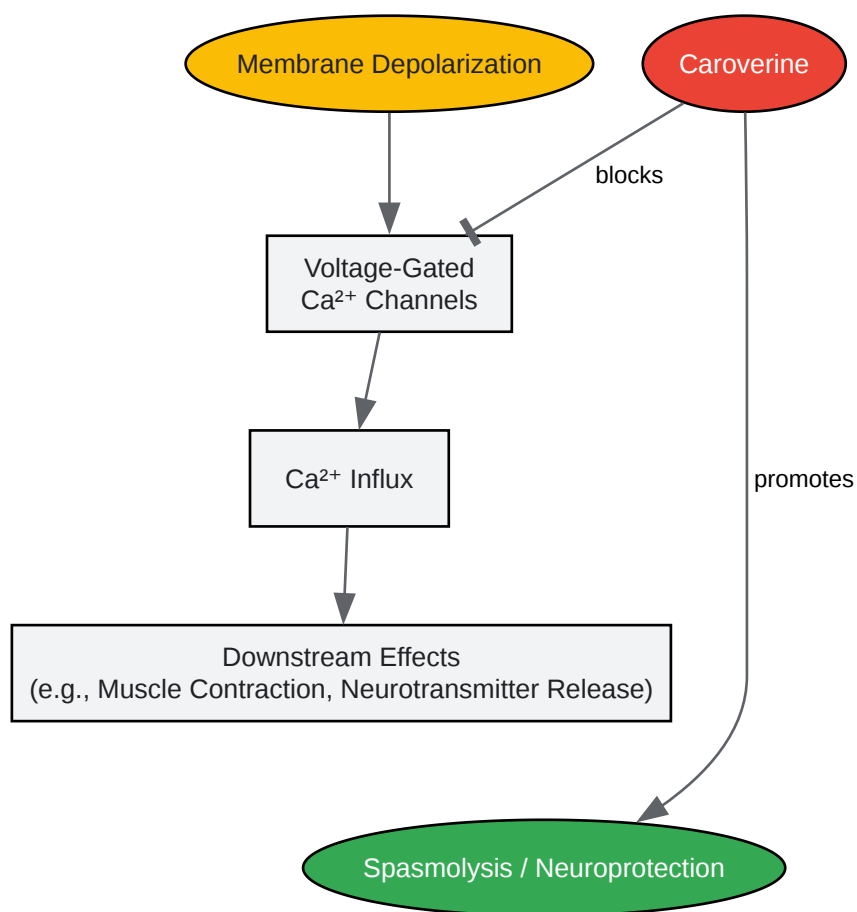 Membrane Depolarization
Caroverine
blocks
Voltage-Gated
Ca²⁺ Channels
Ca²⁺ Influx
promotes
Downstream Effects
(e.g., Muscle Contraction, Neurotransmitter Release)
Spasmolysis / Neuroprotection